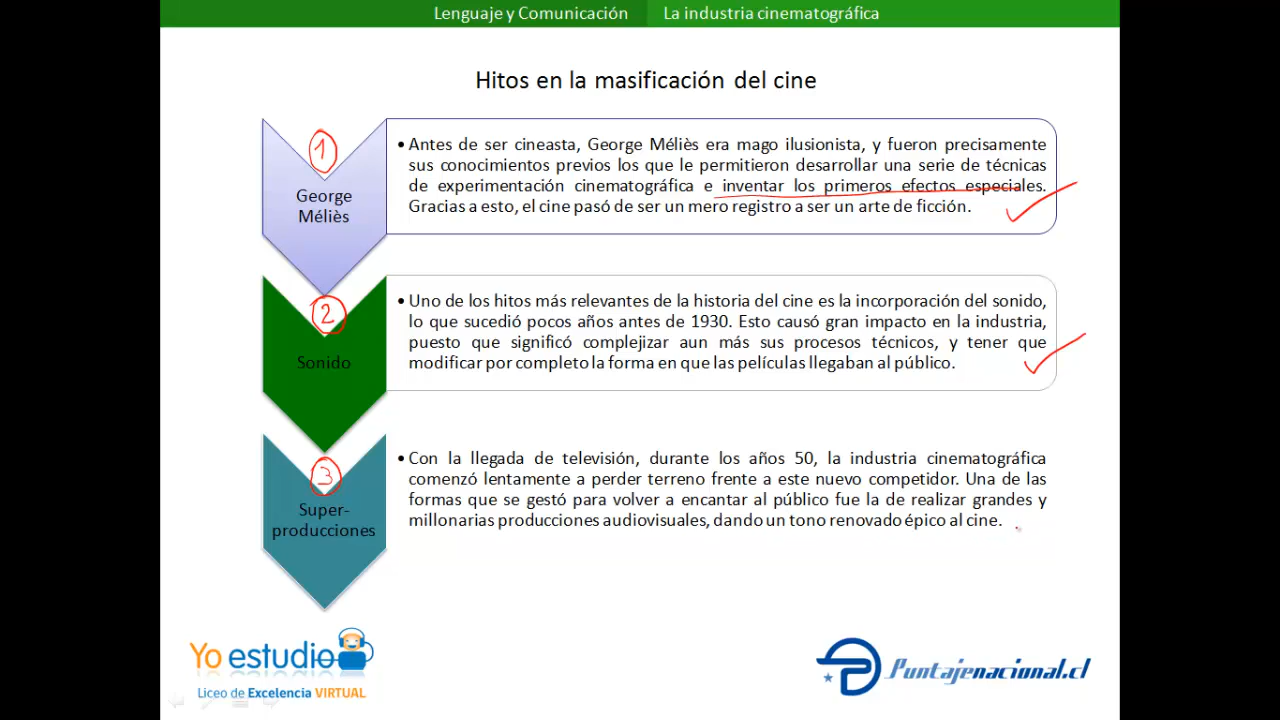 Lenguaje y Comunicación La industria cinematográfica
Hitos en la masificación del cine
1
George
Méliès
• Antes de ser cineasta, George Méliès era mago ilusionista, y fueron precisamente
sus conocimientos previos los que le permitieron desarrollar una serie de técnicas
de experimentación cinematográfica e inventar los primeros efectos especiales.
Gracias a esto, el cine pasó de ser un mero registro a ser un arte de ficción.
2
Sonido
• Uno de los hitos más relevantes de la historia del cine es la incorporación del sonido,
lo que sucedió pocos años antes de 1930. Esto causó gran impacto en la industria,
puesto que significó complejizar aun más sus procesos técnicos, y tener que
modificar por completo la forma en que las películas llegaban al público.
3
Super-
producciones
• Con la llegada de televisión, durante los años 50, la industria cinematográfica
comenzó lentamente a perder terreno frente a este nuevo competidor. Una de las
formas que se gestó para volver a encantar al público fue la de realizar grandes y
millonarias producciones audiovisuales, dando un tono renovado épico al cine.
Yo estudio
Liceo de Excelencia VIRTUAL
Puntajenacional.cl